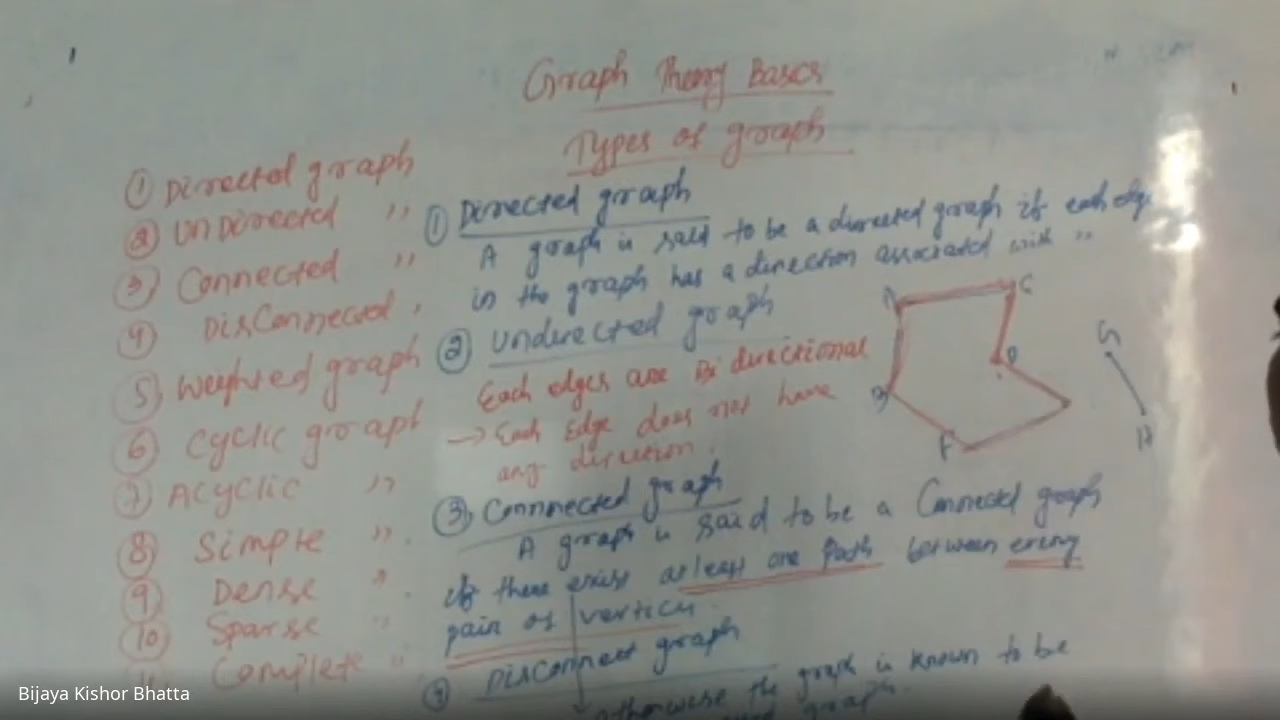 Graph Theory Basics
Types of graph
① Directed graph
② UnDirected "
③ Connected "
④ DisConnected "
⑤ Weighted graph
⑥ Cyclic graph
⑦ Acyclic "
⑧ Simple "
⑨ Dense "
⑩ Sparse "
11 Complete "
① Directed graph
A graph is said to be a directed graph if each edge
in the graph has a direction associated with "
② Undirected graph
Each edges are Bi directional
→ Each Edge does not have
any direction.
A C
D
B
F
G
H
③ Connected graph
A graph is said to be a Connected graph
if there exist atleast one Path between every
pair of vertices
④ Disconnect graph
otherwise the graph is known to be
graph.
Bijaya Kishor Bhatta